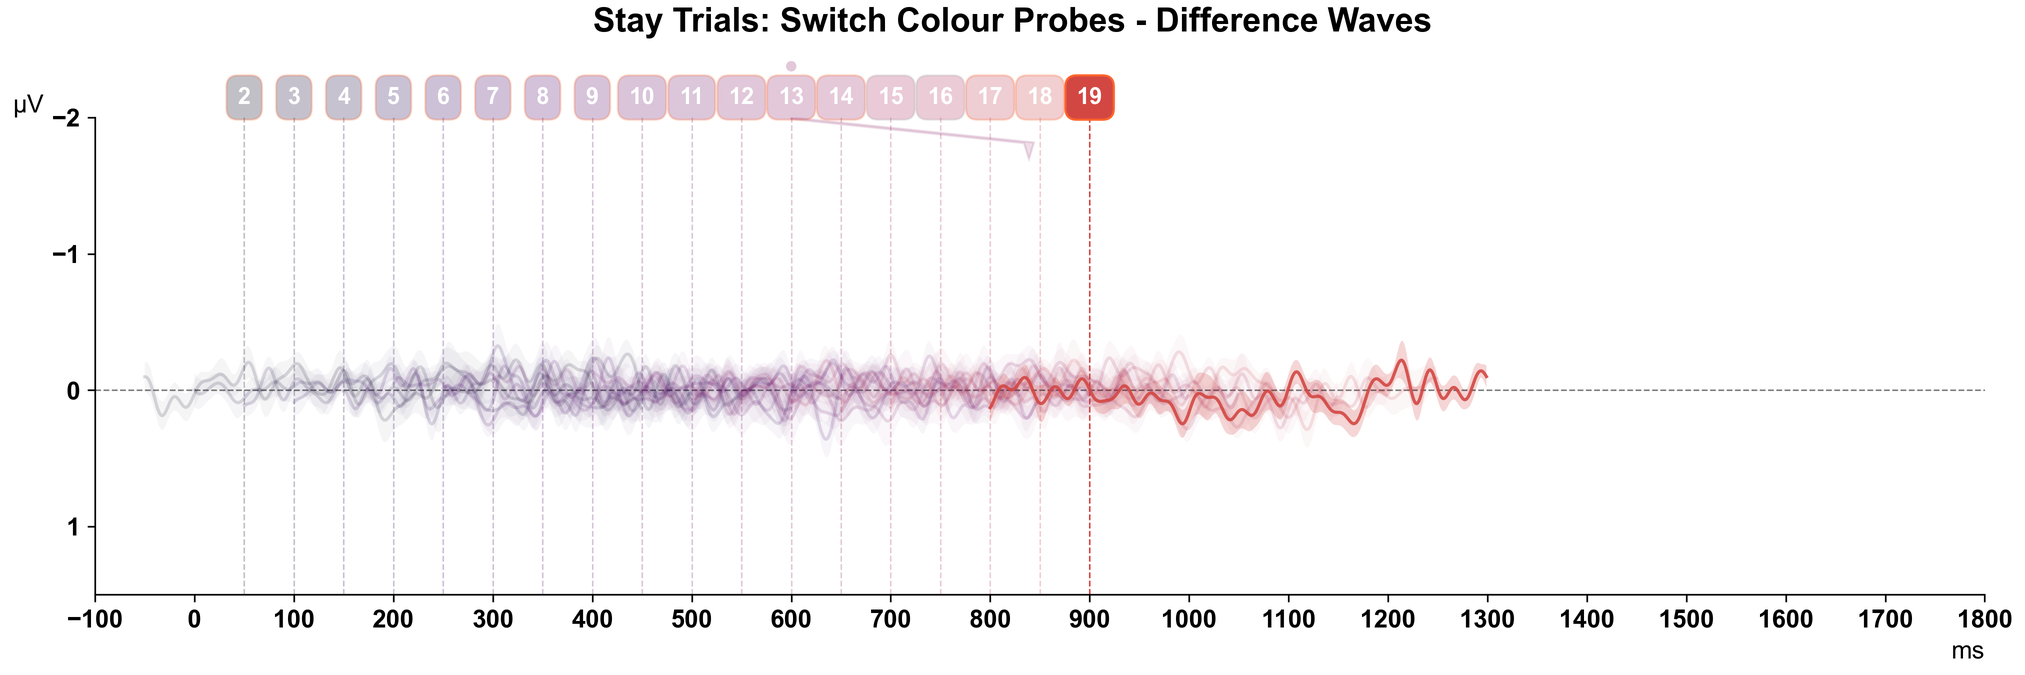 Stay Trials: Switch Colour Probes - Difference Waves
2 3 4 5 6 7 8 9 10 11 12 13 14 15 16 17 18 19
µV
−2
−1
0
1
−100 0 100 200 300 400 500 600 700 800 900 1000 1100 1200 1300 1400 1500 1600 1700 1800
ms